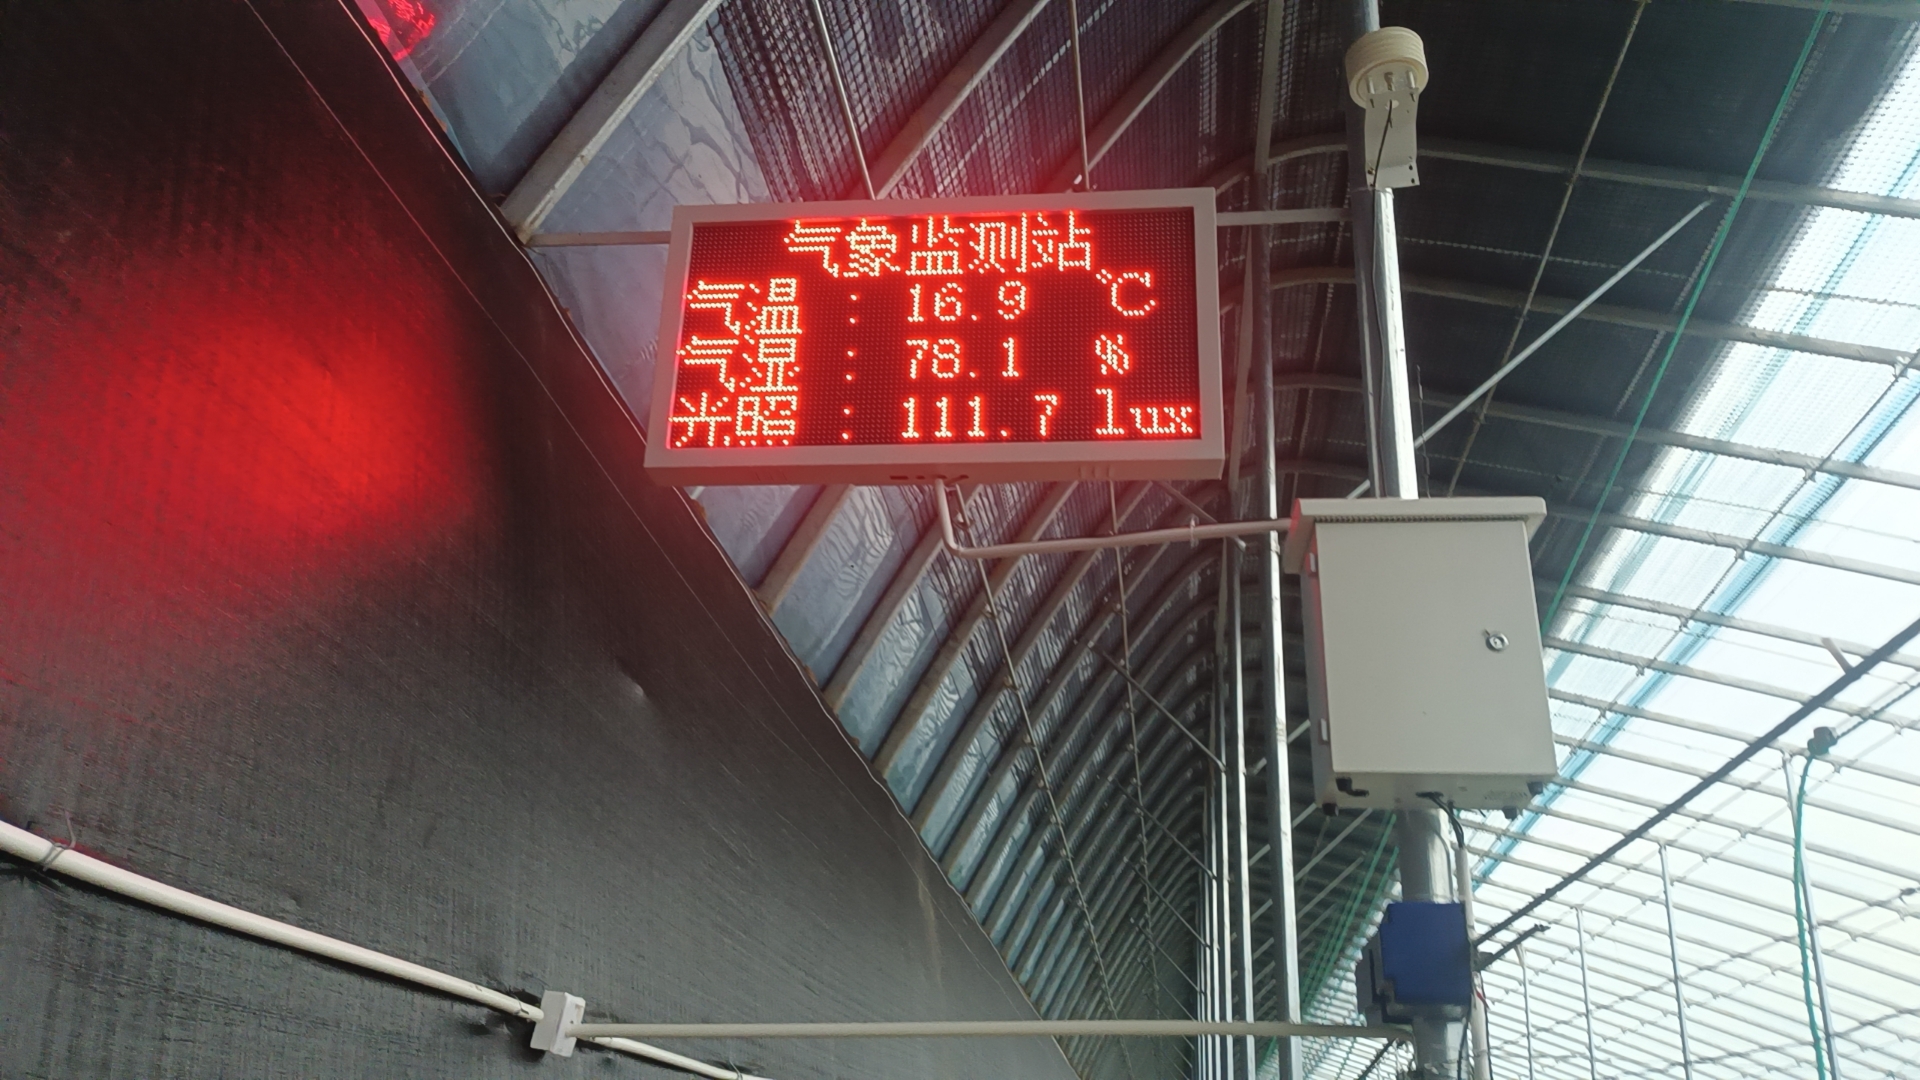 气象监测站
气温 : 16.9 ℃
气湿 : 78.1 %
光照 : 111.7 lux